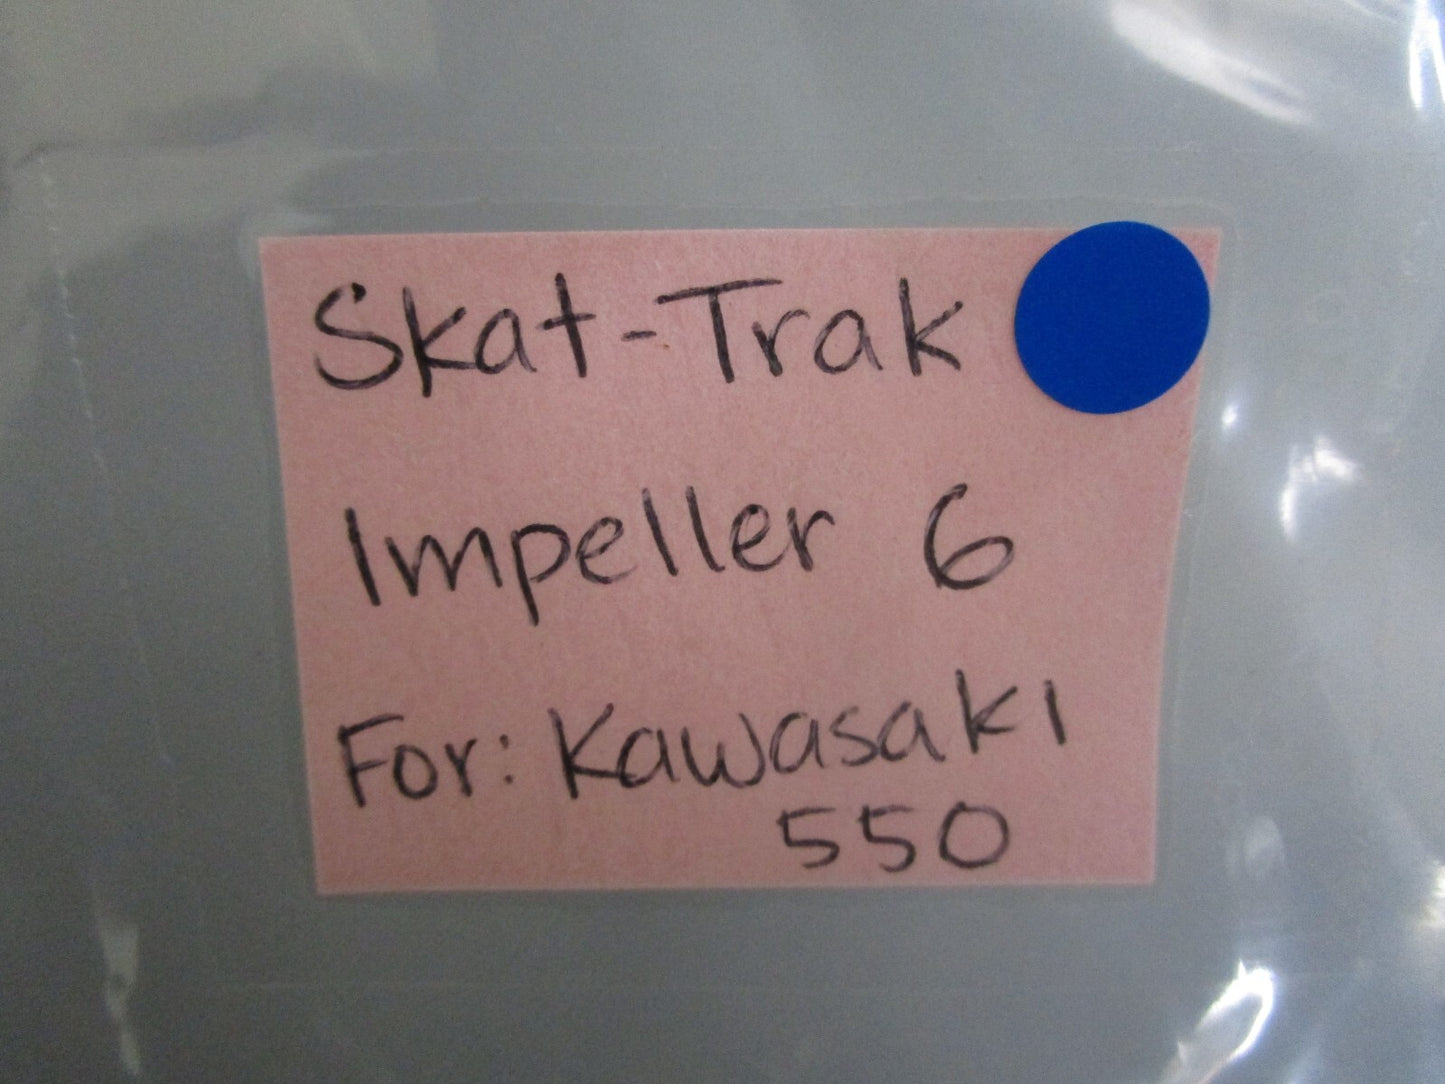 Skat-Trak
Impeller 6
For: Kawasaki
550